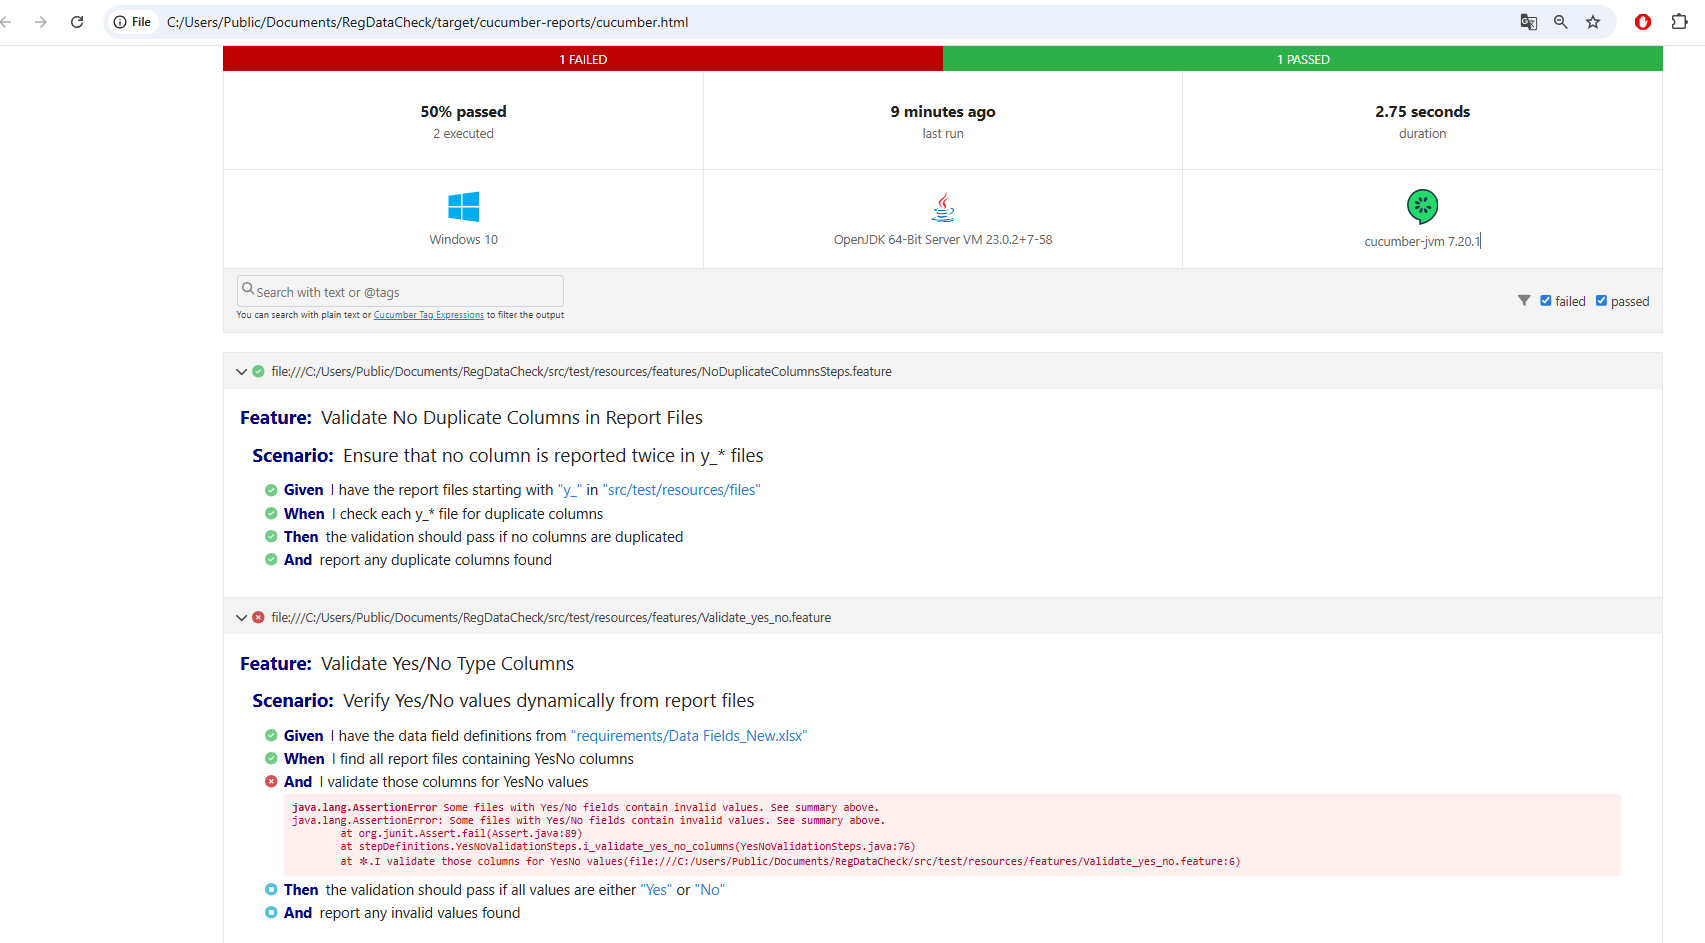 File C:/Users/Public/Documents/RegDataCheck/target/cucumber-reports/cucumber.html
1 FAILED 1 PASSED
50% passed 9 minutes ago 2.75 seconds
2 executed last run duration
Windows 10 OpenJDK 64-Bit Server VM 23.0.2+7-58 cucumber-jvm 7.20.1
Search with text or @tags
failed passed
You can search with plain text or Cucumber Tag Expressions to filter the output
file:///C:/Users/Public/Documents/RegDataCheck/src/test/resources/features/NoDuplicateColumnsSteps.feature
Feature: Validate No Duplicate Columns in Report Files
Scenario: Ensure that no column is reported twice in y_* files
Given I have the report files starting with "y_" in "src/test/resources/files"
When I check each y_* file for duplicate columns
Then the validation should pass if no columns are duplicated
And report any duplicate columns found
file:///C:/Users/Public/Documents/RegDataCheck/src/test/resources/features/Validate_yes_no.feature
Feature: Validate Yes/No Type Columns
Scenario: Verify Yes/No values dynamically from report files
Given I have the data field definitions from "requirements/Data Fields_New.xlsx"
When I find all report files containing YesNo columns
And I validate those columns for YesNo values
java.lang.AssertionError Some files with Yes/No fields contain invalid values. See summary above.
java.lang.AssertionError: Some files with Yes/No fields contain invalid values. See summary above.
at org.junit.Assert.fail(Assert.java:89)
at stepDefinitions.YesNoValidationSteps.i_validate_yes_no_columns(YesNoValidationSteps.java:76)
at ✽.I validate those columns for YesNo values(file:///C:/Users/Public/Documents/RegDataCheck/src/test/resources/features/Validate_yes_no.feature:6)
Then the validation should pass if all values are either "Yes" or "No"
And report any invalid values found